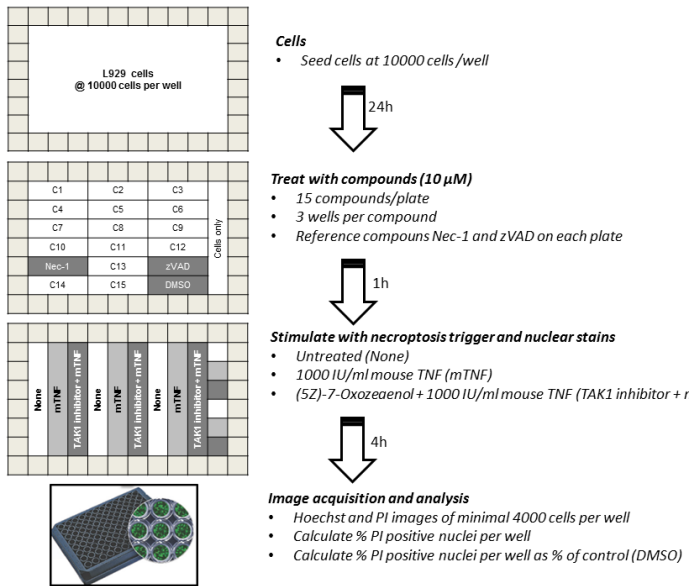 L929 cells
@ 10000 cells per well
Cells
• Seed cells at 10000 cells/well
24h
C1 C2 C3
C4 C5 C6
C7 C8 C9
C10 C11 C12
Nec-1 C13 zVAD
C14 C15 DMSO
Cells only
Treat with compounds (10 µM)
• 15 compounds/plate
• 3 wells per compound
• Reference compouns Nec-1 and zVAD on each plate
1h
None
mTNF
TAK1 inhibitor + mTNF
None
mTNF
TAK1 inhibitor + mTNF
None
mTNF
TAK1 inhibitor + mTNF
Stimulate with necroptosis trigger and nuclear stains
• Untreated (None)
• 1000 IU/ml mouse TNF (mTNF)
• (5Z)-7-Oxozeaenol + 1000 IU/ml mouse TNF (TAK1 inhibitor +
4h
Image acquisition and analysis
• Hoechst and PI images of minimal 4000 cells per well
• Calculate % PI positive nuclei per well
• Calculate % PI positive nuclei per well as % of control (DMSO)